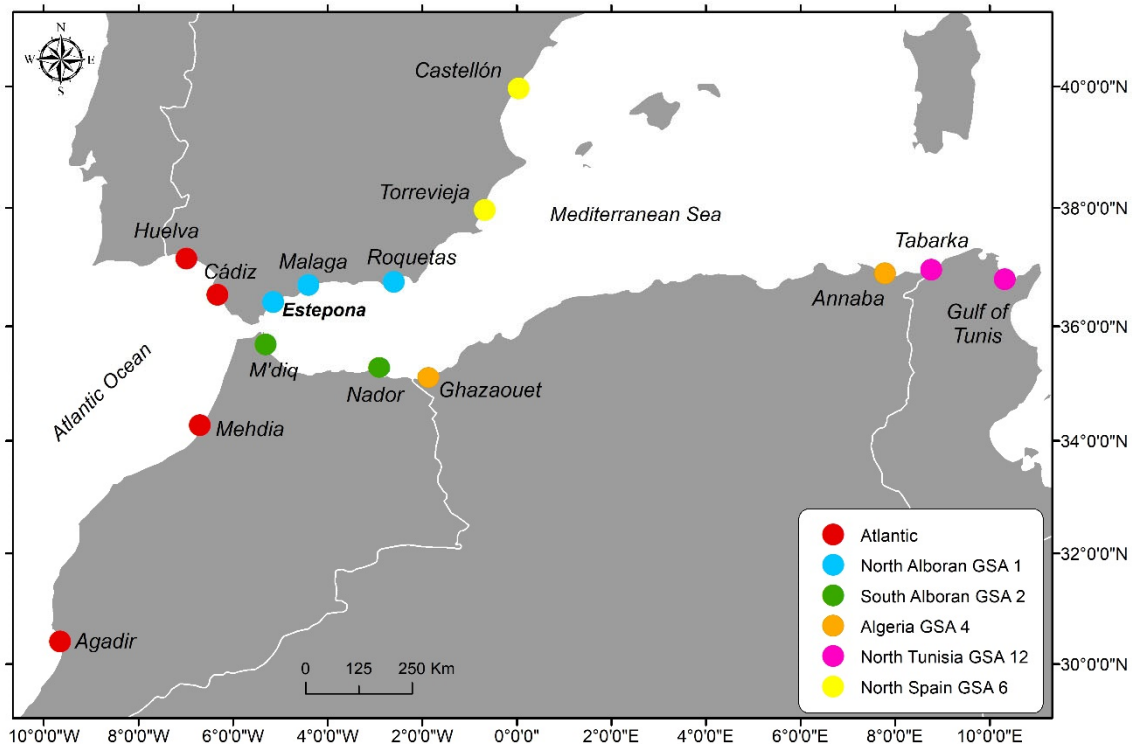 N
W E
S
Castellón
40°0'0"N
Torrevieja
38°0'0"N
Mediterranean Sea
Huelva
Cádiz
Malaga
Roquetas
Tabarka
Estepona
Annaba
Gulf of
Tunis
36°0'0"N
M'diq
Nador
Ghazaouet
Atlantic Ocean
Mehdia
34°0'0"N
Atlantic
North Alboran GSA 1
South Alboran GSA 2
Algeria GSA 4
North Tunisia GSA 12
North Spain GSA 6
32°0'0"N
Agadir
0 125 250 Km
30°0'0"N
10°0'0"W 8°0'0"W 6°0'0"W 4°0'0"W 2°0'0"W 0°0'0" 2°0'0"E 4°0'0"E 6°0'0"E 8°0'0"E 10°0'0"E